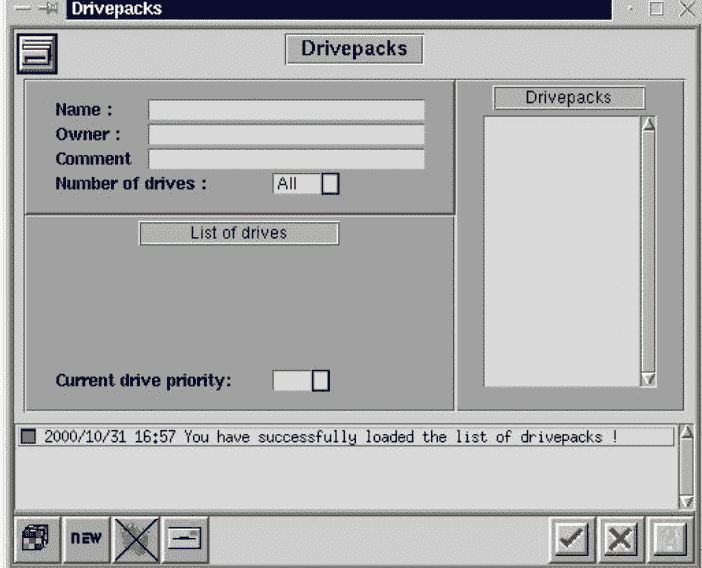 Drivepacks
Drivepacks
Name :
Owner :
Comment
Number of drives :
All
List of drives
Current drive priority:
Drivepacks
2000/10/31 16:57 You have successfully loaded the list of drivepacks !
new